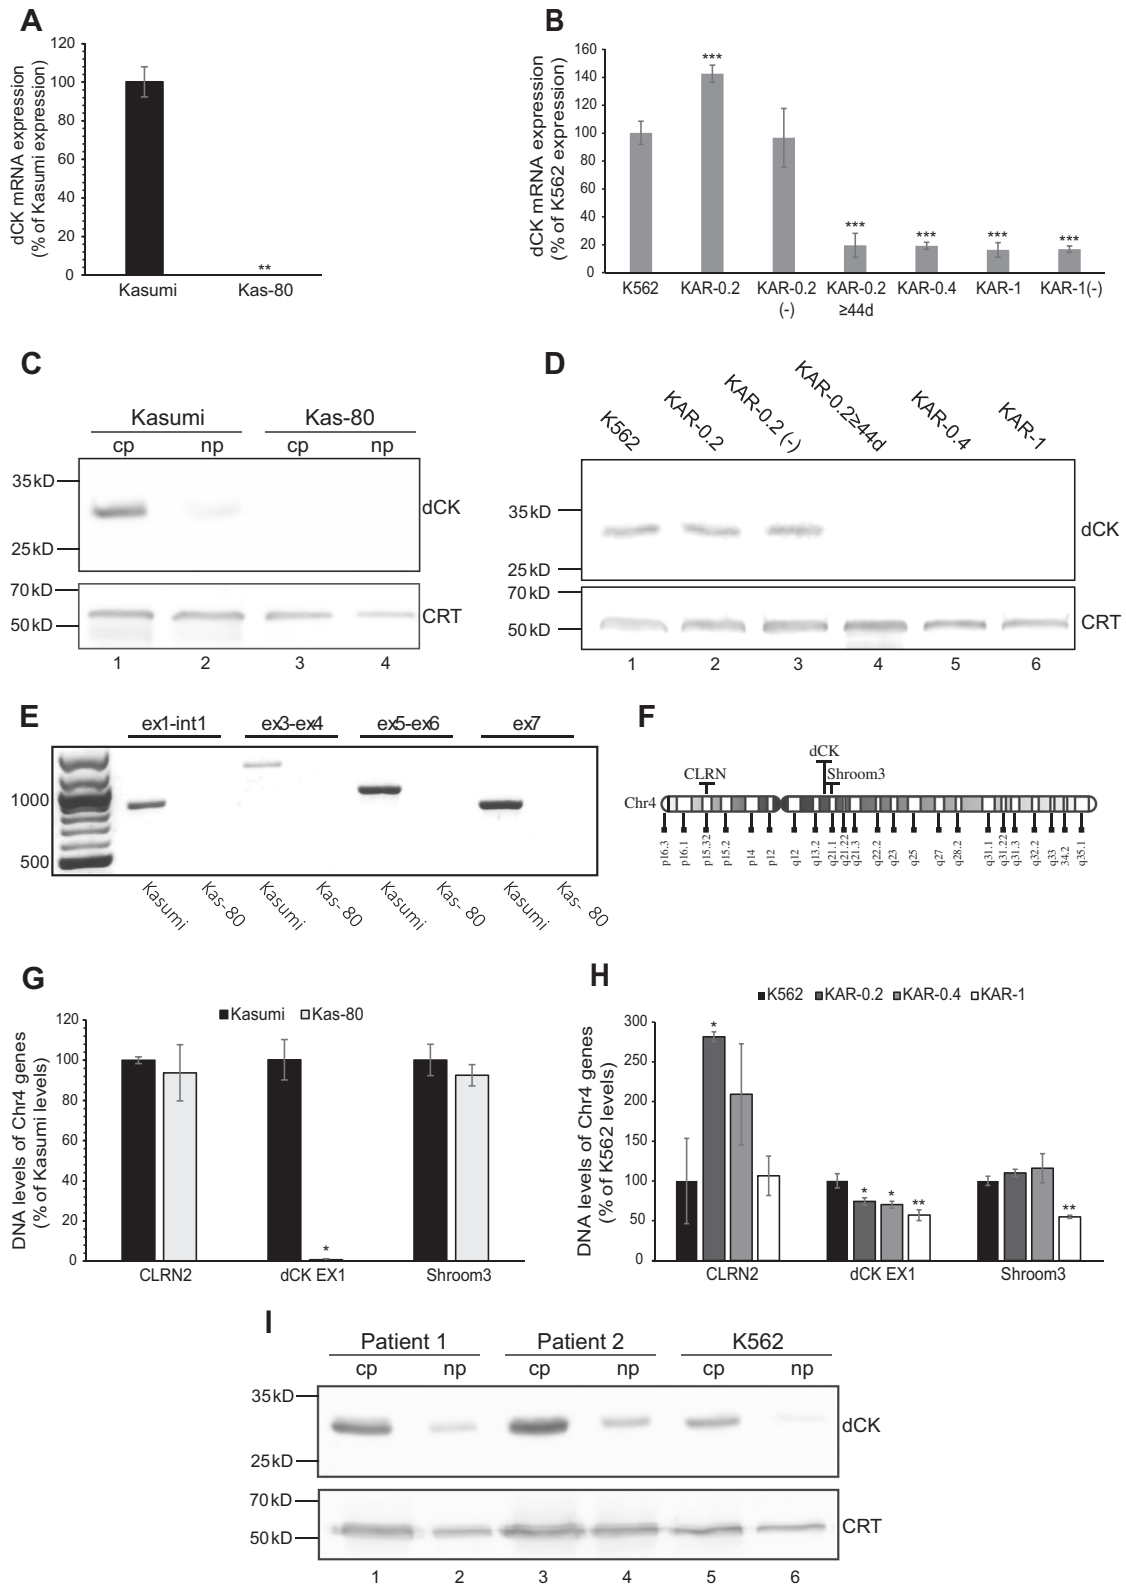 A
dCK mRNA expression
(% of Kasumi expression)
120
100
80
60
40
20
0
**
Kasumi
Kas-80
B
dCK mRNA expression
(% of K562 expression)
160
140
120
100
80
60
40
20
0
***
***
***
***
***
K562
KAR-0.2
KAR-0.2
(-)
KAR-0.2
≥44d
KAR-0.4
KAR-1
KAR-1(-)
C
Kasumi
Kas-80
cp
np
cp
np
35kD
25kD
dCK
70kD
50kD
CRT
1
2
3
4
D
K562
KAR-0.2
KAR-0.2 (-)
KAR-0.2≥44d
KAR-0.4
KAR-1
35kD
25kD
dCK
70kD
50kD
CRT
1
2
3
4
5
6
E
ex1-int1
ex3-ex4
ex5-ex6
ex7
1000
500
Kasumi
Kas-80
Kasumi
Kas-80
Kasumi
Kas-80
Kasumi
Kas-80
F
dCK
CLRN
Shroom3
Chr4
p16.3
p16.1
p15.32
p15.2
p14
p12
q12
q13.2
q21.1
q21.22
q21.3
q22.2
q23
q25
q27
q28.2
q31.1
q31.22
q31.3
q32.2
q33
34.2
q35.1
G
DNA levels of Chr4 genes
(% of Kasumi levels)
Kasumi
Kas-80
120
100
80
60
40
20
0
*
CLRN2
dCK EX1
Shroom3
H
DNA levels of Chr4 genes
(% of K562 levels)
K562
KAR-0.2
KAR-0.4
KAR-1
300
250
200
150
100
50
0
*
*
*
**
**
CLRN2
dCK EX1
Shroom3
I
Patient 1
Patient 2
K562
cp
np
cp
np
cp
np
35kD
25kD
dCK
70kD
50kD
CRT
1
2
3
4
5
6